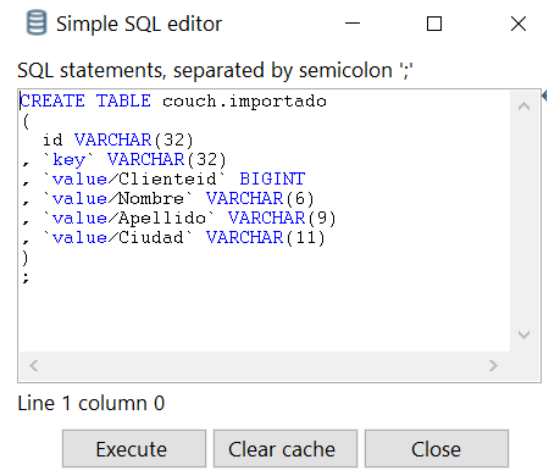 Simple SQL editor
SQL statements, separated by semicolon ';'
CREATE TABLE couch.importado
(
  id VARCHAR(32)
, `key` VARCHAR(32)
, `value/Clienteid` BIGINT
, `value/Nombre` VARCHAR(6)
, `value/Apellido` VARCHAR(9)
, `value/Ciudad` VARCHAR(11)
)
;
Line 1 column 0
Execute Clear cache Close